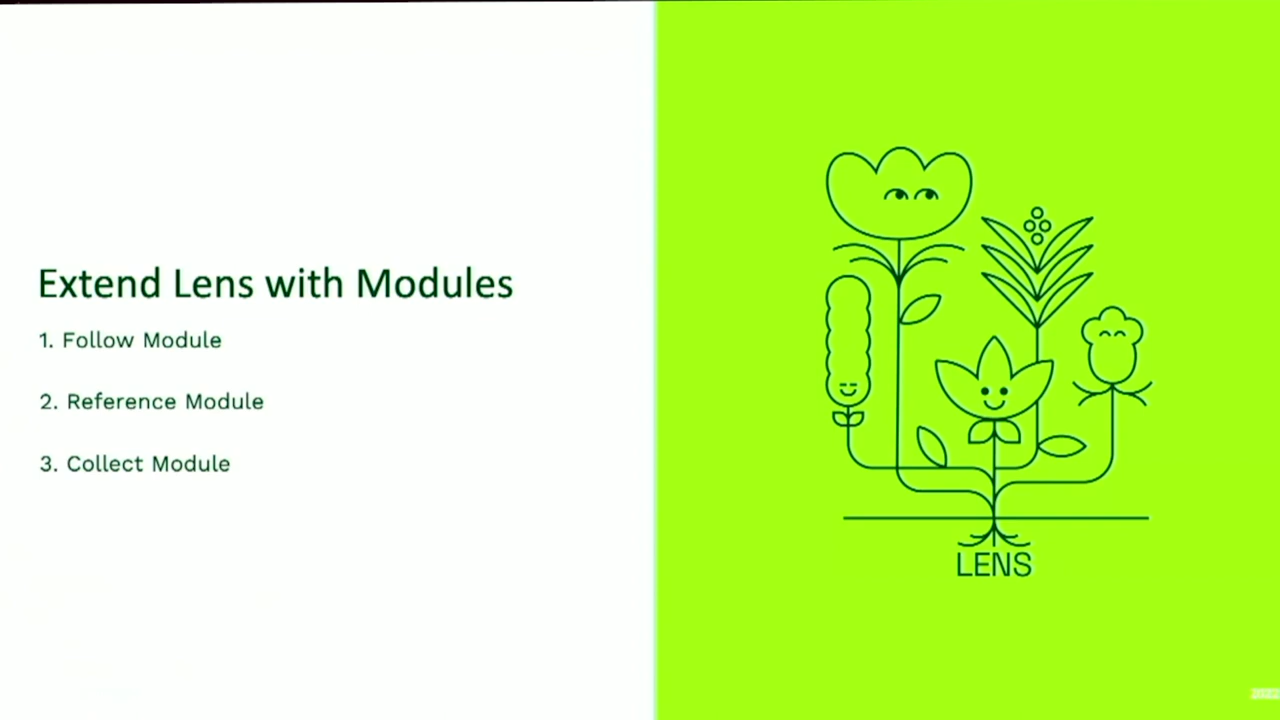 Extend Lens with Modules
1. Follow Module
2. Reference Module
3. Collect Module
LENS